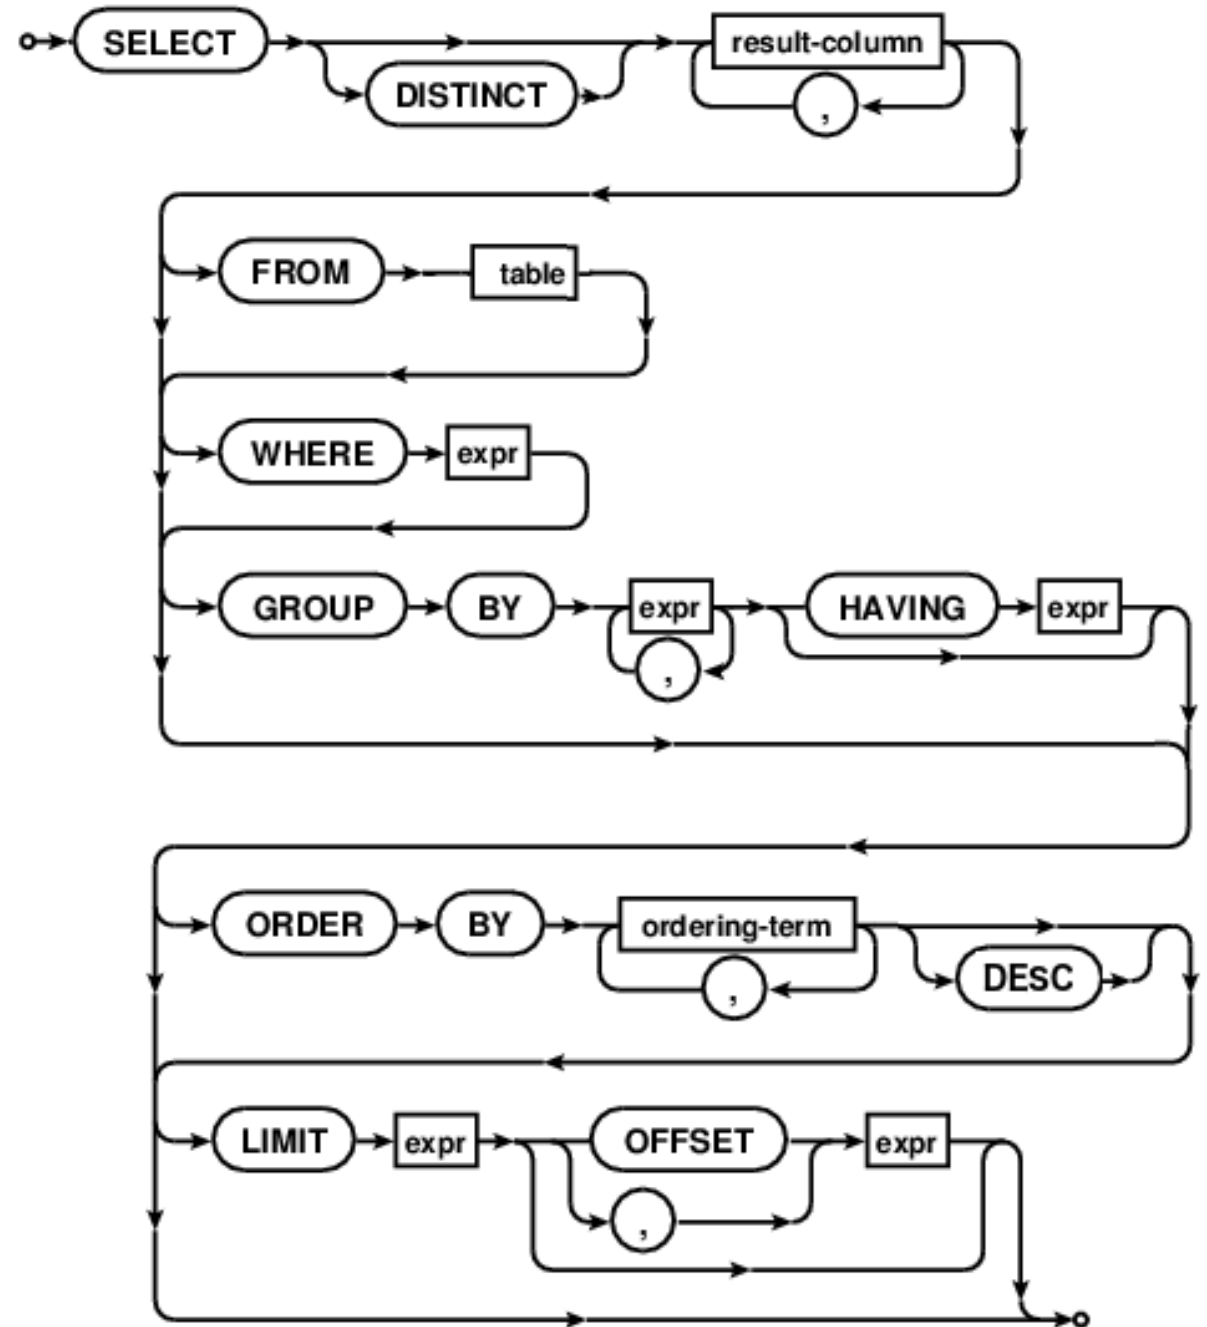 SELECT result-column
DISTINCT ,
FROM table
WHERE expr
GROUP BY expr HAVING expr
,
ORDER BY ordering-term
, DESC
LIMIT expr OFFSET expr
,